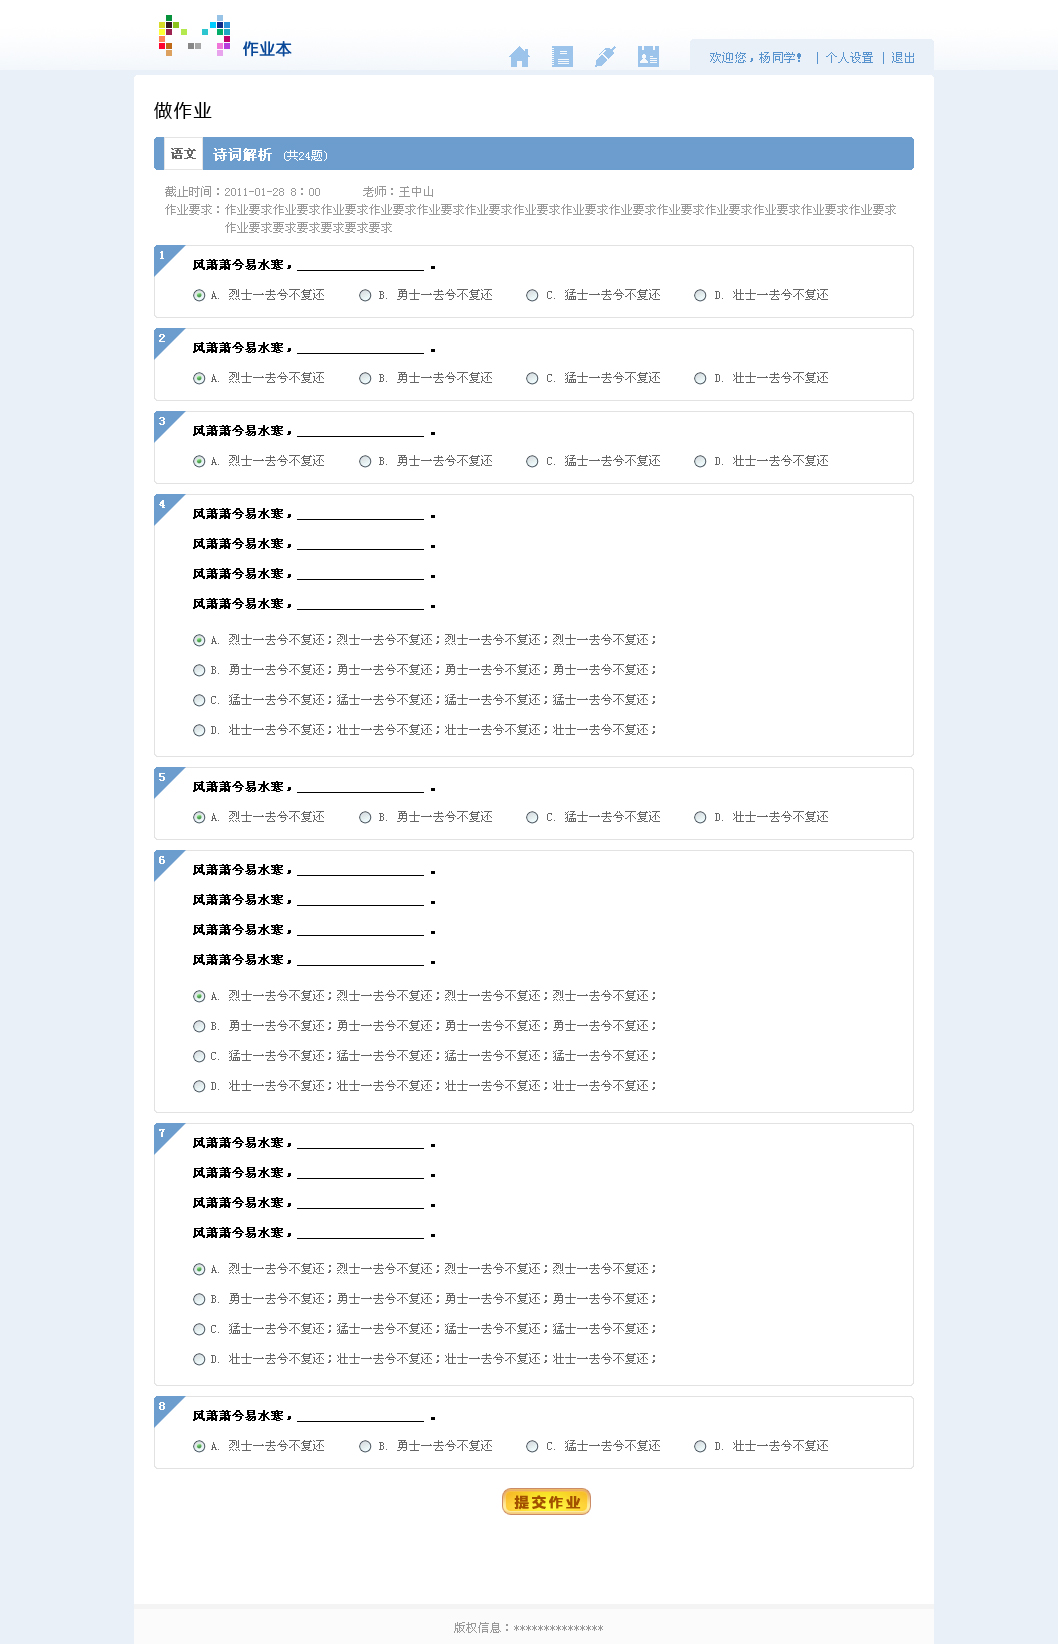 作业本
欢迎您，杨同学！ | 个人设置 | 退出
做作业
语文 诗词解析 (共24题)
截止时间：2011-01-28 8：00 老师：王中山
作业要求：作业要求作业要求作业要求作业要求作业要求作业要求作业要求作业要求作业要求作业要求作业要求作业要求作业要求作业要求
作业要求要求要求要求要求要求
1
风萧萧兮易水寒，__________________ 。
A. 烈士一去兮不复还 B. 勇士一去兮不复还 C. 猛士一去兮不复还 D. 壮士一去兮不复还
2
风萧萧兮易水寒，__________________ 。
A. 烈士一去兮不复还 B. 勇士一去兮不复还 C. 猛士一去兮不复还 D. 壮士一去兮不复还
3
风萧萧兮易水寒，__________________ 。
A. 烈士一去兮不复还 B. 勇士一去兮不复还 C. 猛士一去兮不复还 D. 壮士一去兮不复还
4
风萧萧兮易水寒，__________________ 。
风萧萧兮易水寒，__________________ 。
风萧萧兮易水寒，__________________ 。
风萧萧兮易水寒，__________________ 。
A. 烈士一去兮不复还；烈士一去兮不复还；烈士一去兮不复还；烈士一去兮不复还；
B. 勇士一去兮不复还；勇士一去兮不复还；勇士一去兮不复还；勇士一去兮不复还；
C. 猛士一去兮不复还；猛士一去兮不复还；猛士一去兮不复还；猛士一去兮不复还；
D. 壮士一去兮不复还；壮士一去兮不复还；壮士一去兮不复还；壮士一去兮不复还；
5
风萧萧兮易水寒，__________________ 。
A. 烈士一去兮不复还 B. 勇士一去兮不复还 C. 猛士一去兮不复还 D. 壮士一去兮不复还
6
风萧萧兮易水寒，__________________ 。
风萧萧兮易水寒，__________________ 。
风萧萧兮易水寒，__________________ 。
风萧萧兮易水寒，__________________ 。
A. 烈士一去兮不复还；烈士一去兮不复还；烈士一去兮不复还；烈士一去兮不复还；
B. 勇士一去兮不复还；勇士一去兮不复还；勇士一去兮不复还；勇士一去兮不复还；
C. 猛士一去兮不复还；猛士一去兮不复还；猛士一去兮不复还；猛士一去兮不复还；
D. 壮士一去兮不复还；壮士一去兮不复还；壮士一去兮不复还；壮士一去兮不复还；
7
风萧萧兮易水寒，__________________ 。
风萧萧兮易水寒，__________________ 。
风萧萧兮易水寒，__________________ 。
风萧萧兮易水寒，__________________ 。
A. 烈士一去兮不复还；烈士一去兮不复还；烈士一去兮不复还；烈士一去兮不复还；
B. 勇士一去兮不复还；勇士一去兮不复还；勇士一去兮不复还；勇士一去兮不复还；
C. 猛士一去兮不复还；猛士一去兮不复还；猛士一去兮不复还；猛士一去兮不复还；
D. 壮士一去兮不复还；壮士一去兮不复还；壮士一去兮不复还；壮士一去兮不复还；
8
风萧萧兮易水寒，__________________ 。
A. 烈士一去兮不复还 B. 勇士一去兮不复还 C. 猛士一去兮不复还 D. 壮士一去兮不复还
提交作业
版权信息：***************